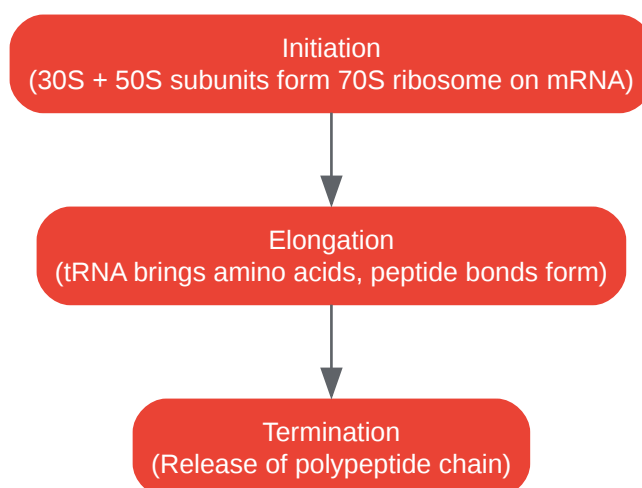 Initiation
(30S + 50S subunits form 70S ribosome on mRNA)
Elongation
(tRNA brings amino acids, peptide bonds form)
Termination
(Release of polypeptide chain)